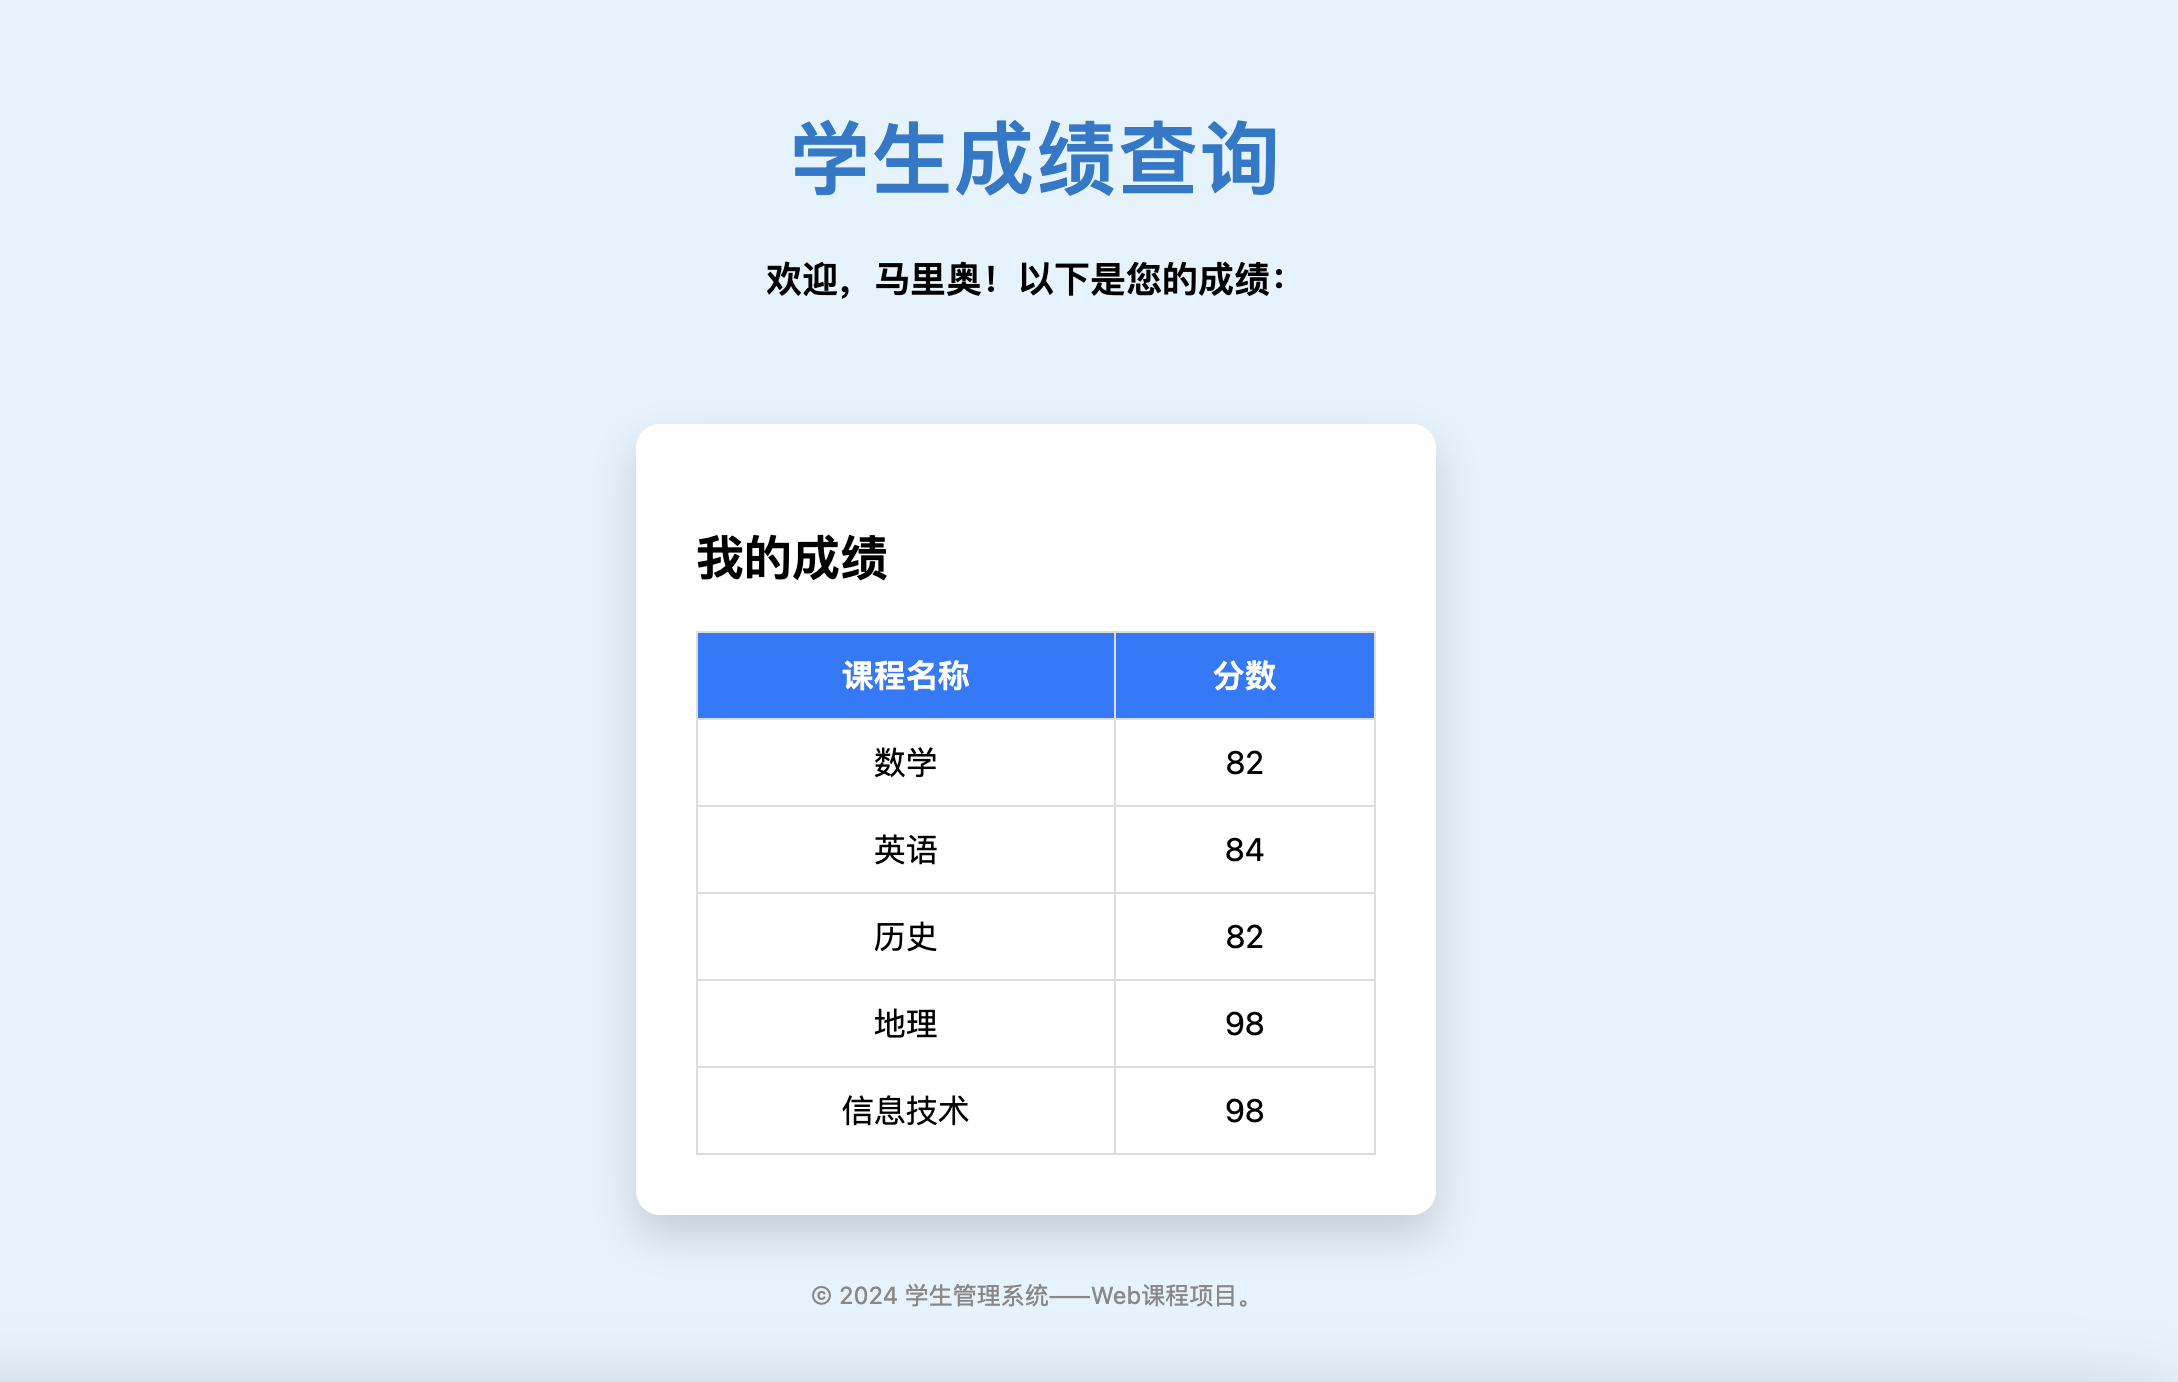 学生成绩查询
欢迎，马里奥！以下是您的成绩：
我的成绩
课程名称 分数
数学 82
英语 84
历史 82
地理 98
信息技术 98
© 2024 学生管理系统——Web课程项目。